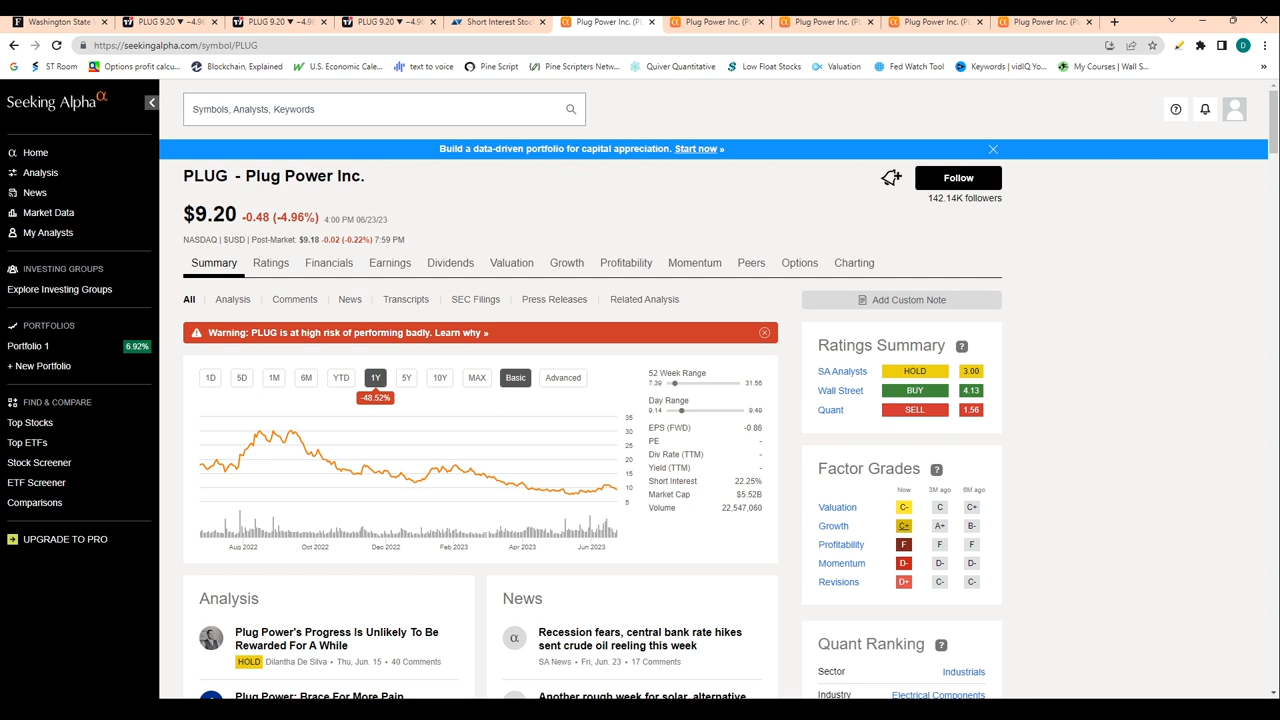 Washington State
PLUG 9.20 ▼ −4.96
PLUG 9.20 ▼ −4.96
PLUG 9.20 ▼ −4.96
Short Interest Stoc
Plug Power Inc. (PL
Plug Power Inc. (PL
Plug Power Inc. (PL
Plug Power Inc. (PL
Plug Power Inc. (PL
https://seekingalpha.com/symbol/PLUG
D
ST Room
Options profit calcu...
Blockchain, Explained
U.S. Economic Cale...
text to voice
Pine Script
Pine Scripters Netw...
Quiver Quantitative
Low Float Stocks
Valuation
Fed Watch Tool
Keywords | vidIQ Yo...
My Courses | Wall S...
»
Seeking Alpha α
Symbols, Analysts, Keywords
Build a data-driven portfolio for capital appreciation. Start now »
Home
Analysis
News
Market Data
My Analysts
INVESTING GROUPS
Explore Investing Groups
PORTFOLIOS
Portfolio 1 6.92%
+ New Portfolio
FIND & COMPARE
Top Stocks
Top ETFs
Stock Screener
ETF Screener
Comparisons
UPGRADE TO PRO
PLUG - Plug Power Inc.
Follow
142.14K followers
$9.20 -0.48 (-4.96%) 4:00 PM 06/23/23
NASDAQ | $USD | Post-Market: $9.18 -0.02 (-0.22%) 7:59 PM
Summary Ratings Financials Earnings Dividends Valuation Growth Profitability Momentum Peers Options Charting
All Analysis Comments News Transcripts SEC Filings Press Releases Related Analysis
Add Custom Note
Warning: PLUG is at high risk of performing badly. Learn why »
1D 5D 1M 6M YTD 1Y 5Y 10Y MAX Basic Advanced
-48.52%
35
30
25
20
15
10
5
Aug 2022 Oct 2022 Dec 2022 Feb 2023 Apr 2023 Jun 2023
52 Week Range
7.39 31.56
Day Range
9.14 9.49
EPS (FWD) -0.86
PE -
Div Rate (TTM) -
Yield (TTM) -
Short Interest 22.25%
Market Cap $5.52B
Volume 22,547,060
Ratings Summary ?
SA Analysts HOLD 3.00
Wall Street BUY 4.13
Quant SELL 1.56
Factor Grades ?
Now 3M ago 6M ago
Valuation C- C C+
Growth C+ A+ B-
Profitability F F F
Momentum D- D- D-
Revisions D+ C- C-
Quant Ranking ?
Sector Industrials
Industry Electrical Components
Analysis
Plug Power's Progress Is Unlikely To Be
Rewarded For A While
HOLD Dilantha De Silva • Thu, Jun. 15 • 40 Comments
Plug Power: Brace For More Pain
News
α
Recession fears, central bank rate hikes
sent crude oil reeling this week
SA News • Fri, Jun. 23 • 17 Comments
Another rough week for solar, alternative